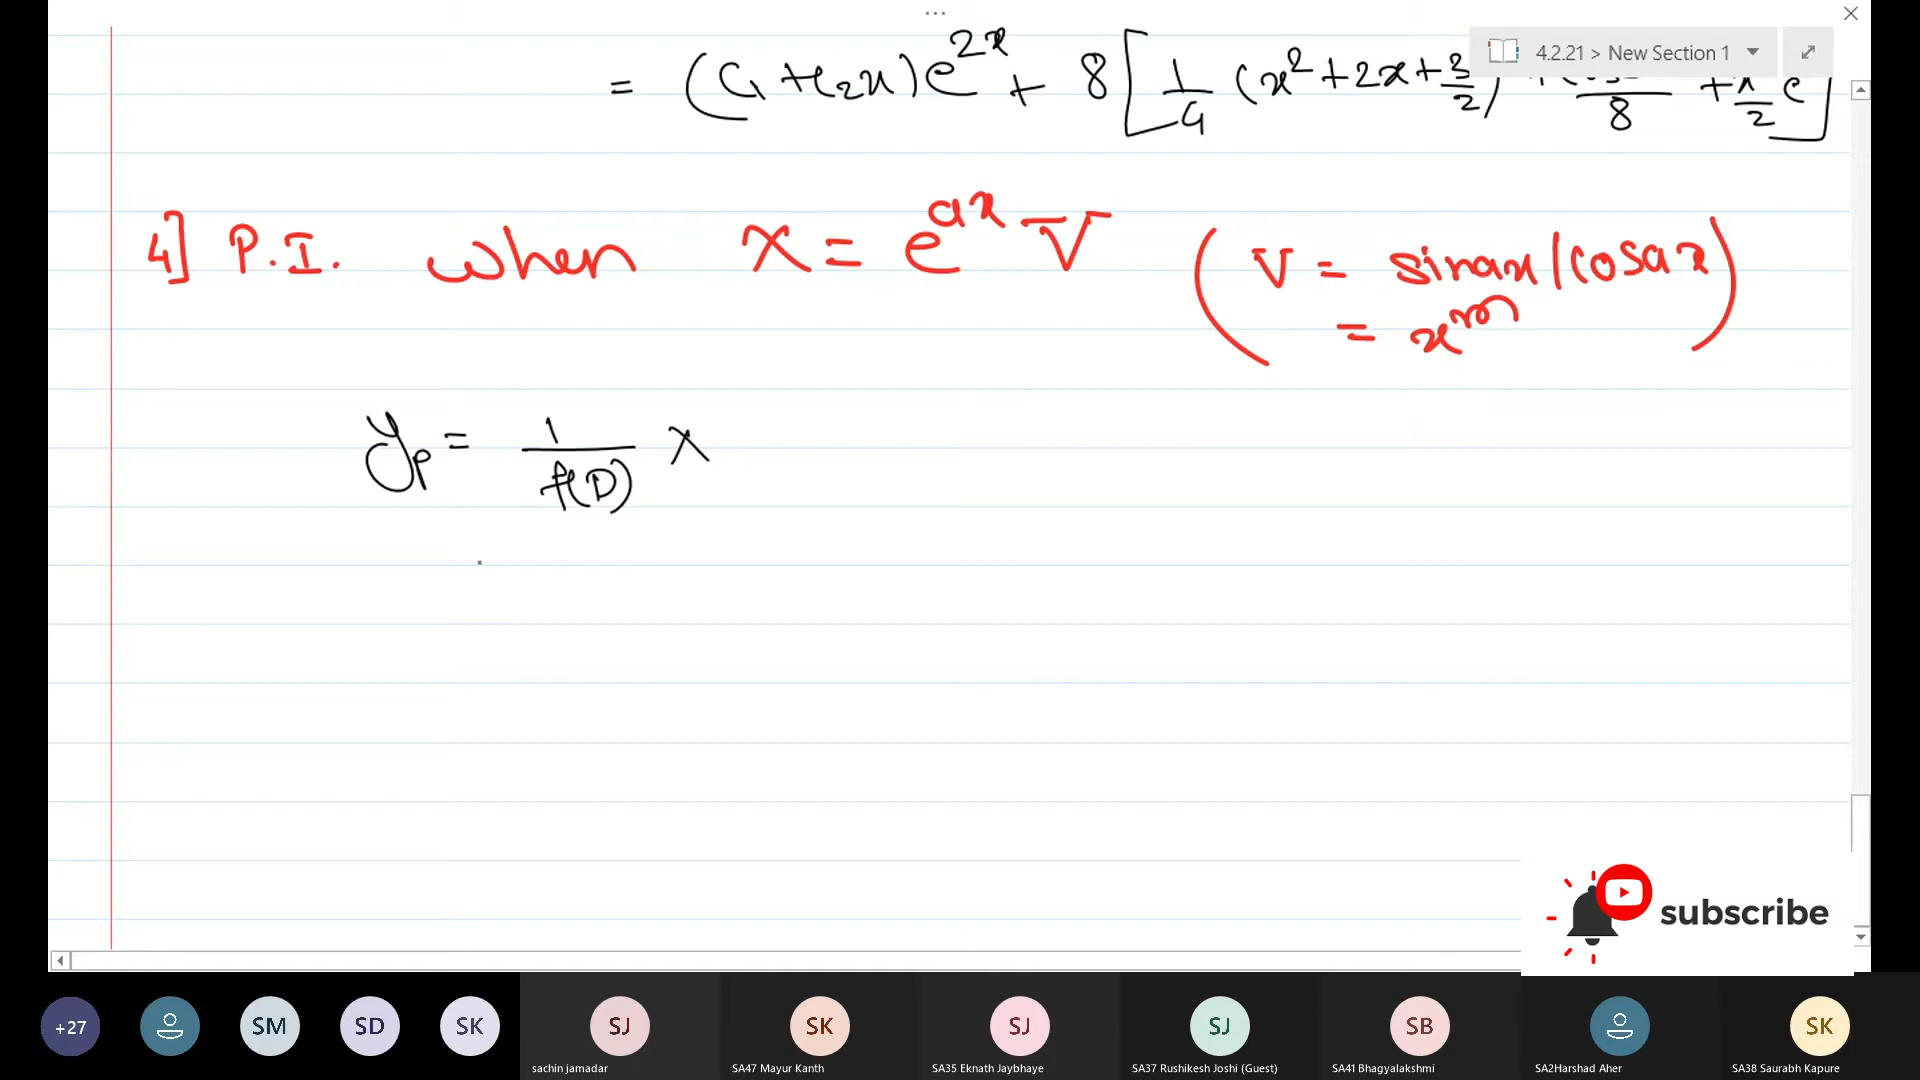 = (C₁ + C₂x) e^{2x} + 8 [ 1/4 (x² + 2x + 3/2) + /8 + x/2 e ]
4.2.21 > New Section 1
4] P.I. when X = e^{ax} V ( V = sinax / cosax
= x^m )
y_p = 1/f(D) X
subscribe
+27 SM SD SK SJ SK SJ SJ SB SK
sachin jamadar SA47 Mayur Kanth SA35 Eknath Jaybhaye SA37 Rushikesh Joshi (Guest) SA41 Bhagyalakshmi SA2Harshad Aher SA38 Saurabh Kapure